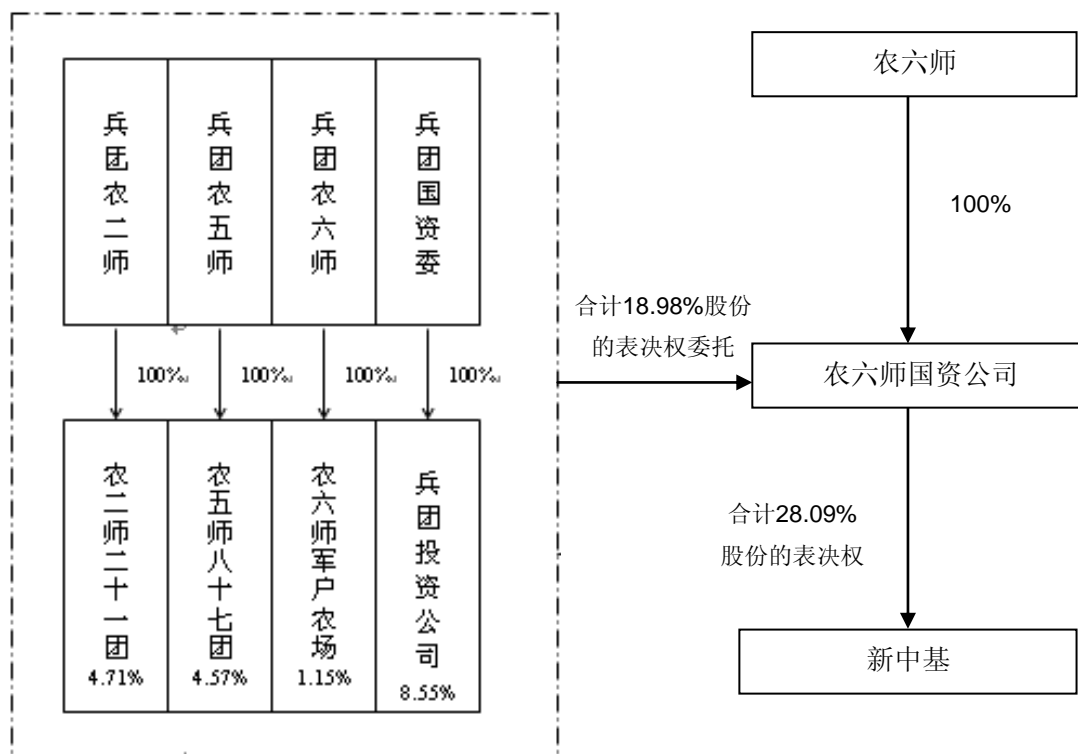 兵团农二师
兵团农五师
兵团农六师
兵团国资委
100%
100%
100%
100%
农二师二十一团
4.71%
农五师八十七团
4.57%
农六师军户农场
1.15%
兵团投资公司
8.55%
合计18.98%股份
的表决权委托
农六师
100%
农六师国资公司
合计28.09%
股份的表决权
新中基